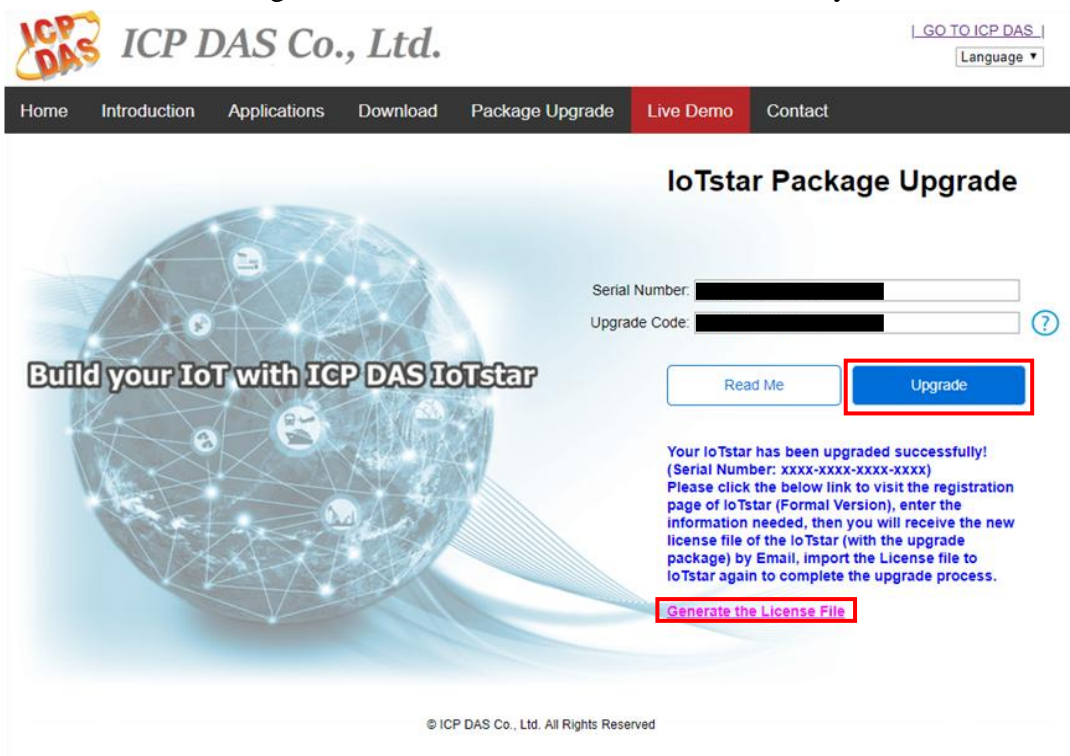 ICP DAS
ICP DAS Co., Ltd.
| GO TO ICP DAS |
Language ▼
Home Introduction Applications Download Package Upgrade Live Demo Contact
IoTstar Package Upgrade
Serial Number:
Upgrade Code:
?
Build your IoT with ICP DAS IoTstar
Read Me
Upgrade
Your IoTstar has been upgraded successfully!
(Serial Number: xxxx-xxxx-xxxx-xxxx)
Please click the below link to visit the registration
page of IoTstar (Formal Version), enter the
information needed, then you will receive the new
license file of the IoTstar (with the upgrade
package) by Email, import the License file to
IoTstar again to complete the upgrade process.
Generate the License File
© ICP DAS Co., Ltd. All Rights Reserved